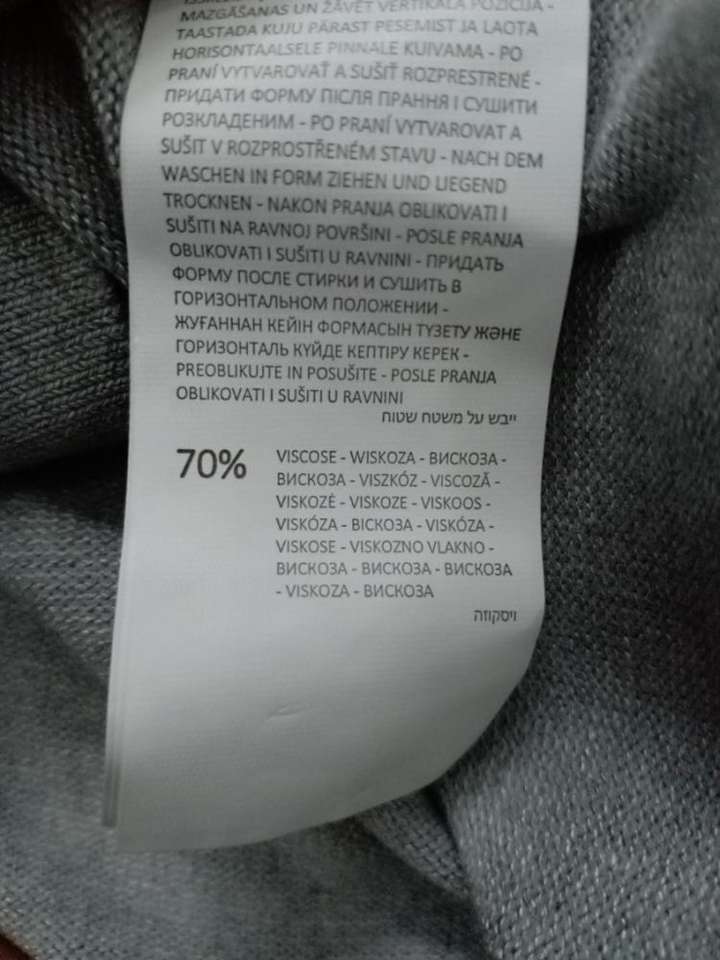 MAZGĀŠANAS UN ŽĀVĒT VERTIKĀLĀ POZĪCIJĀ -
TAASTADA KUJU PÄRAST PESEMIST JA LAOTA
HORISONTAALSELE PINNALE KUIVAMA - PO
PRANÍ VYTVAROVAŤ A SUŠIŤ ROZPRESTRENÉ -
ПРИДАТИ ФОРМУ ПІСЛЯ ПРАННЯ І СУШИТИ
РОЗКЛАДЕНИМ - PO PRANÍ VYTVAROVAT A
SUŠIT V ROZPROSTŘENÉM STAVU - NACH DEM
WASCHEN IN FORM ZIEHEN UND LIEGEND
TROCKNEN - NAKON PRANJA OBLIKOVATI I
SUŠITI NA RAVNOJ POVRŠINI - POSLE PRANJA
OBLIKOVATI I SUŠITI U RAVNINI - ПРИДАТЬ
ФОРМУ ПОСЛЕ СТИРКИ И СУШИТЬ В
ГОРИЗОНТАЛЬНОМ ПОЛОЖЕНИИ -
ЖУҒАННАН КЕЙІН ФОРМАСЫН ТҮЗЕТУ ЖӘНЕ
ГОРИЗОНТАЛЬ КҮЙДЕ КЕПТІРУ КЕРЕК -
PREOBLIKUJTE IN POSUŠITE - POSLE PRANJA
OBLIKOVATI I SUŠITI U RAVNINI
ייבש על משטח שטוח
70% VISCOSE - WISKOZA - ВИСКОЗА -
ВИСКОЗА - VISZKÓZ - VISCOZĂ -
VISKOZĖ - VISKOZE - VISKOOS -
VISKÓZA - ВІСКОЗА - VISKÓZA -
VISKOSE - VISKOZNO VLAKNO -
ВИСКОЗА - ВИСКОЗА - ВИСКОЗА
- VISKOZA - ВИСКОЗА
ויסקוזה